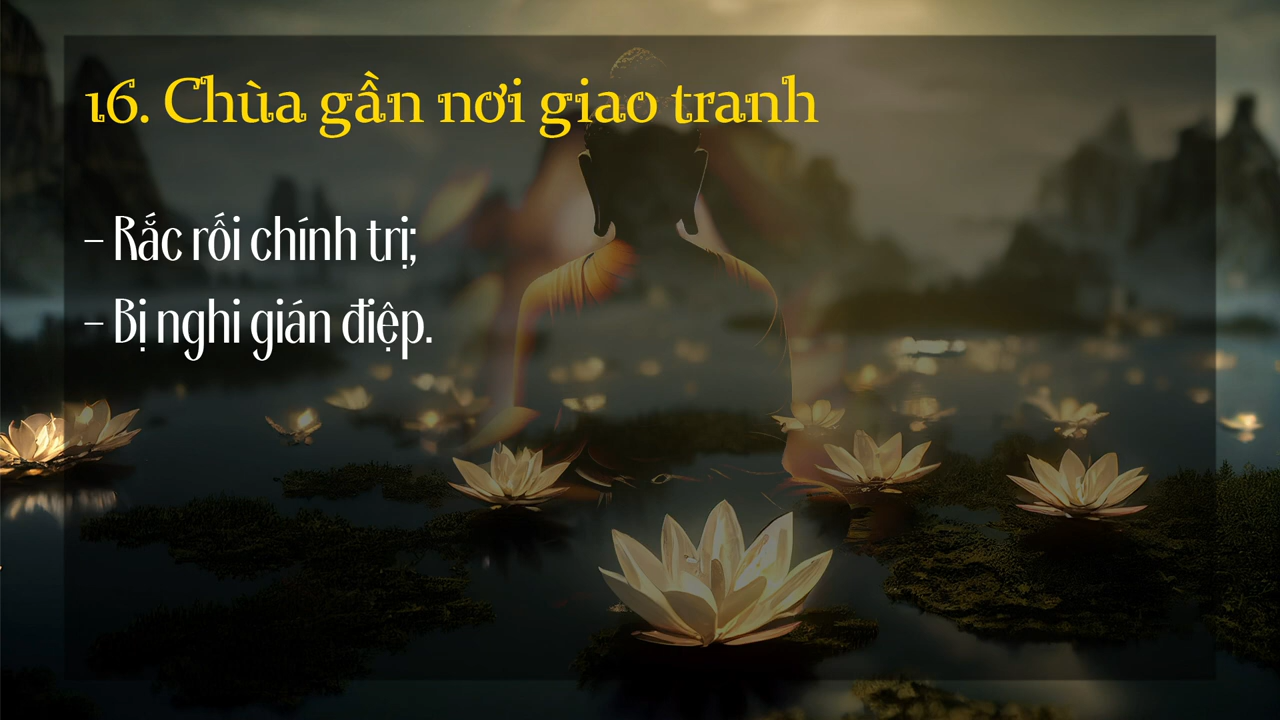 16. Chùa gần nơi giao tranh
– Rắc rối chính trị;
– Bị nghi gián điệp.